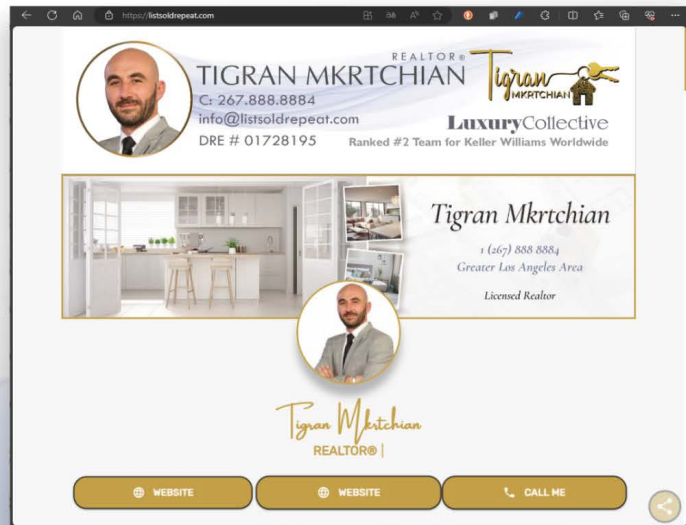 https://listsoldrepeat.com
REALTOR®
TIGRAN MKRTCHIAN
Tigran
MKRTCHIAN
C: 267.888.8884
info@listsoldrepeat.com
LuxuryCollective
DRE # 01728195
Ranked #2 Team for Keller Williams Worldwide
Tigran Mkrtchian
1 (267) 888 8884
Greater Los Angeles Area
Licensed Realtor
Tigran Mkrtchian
REALTOR® |
WEBSITE
WEBSITE
CALL ME